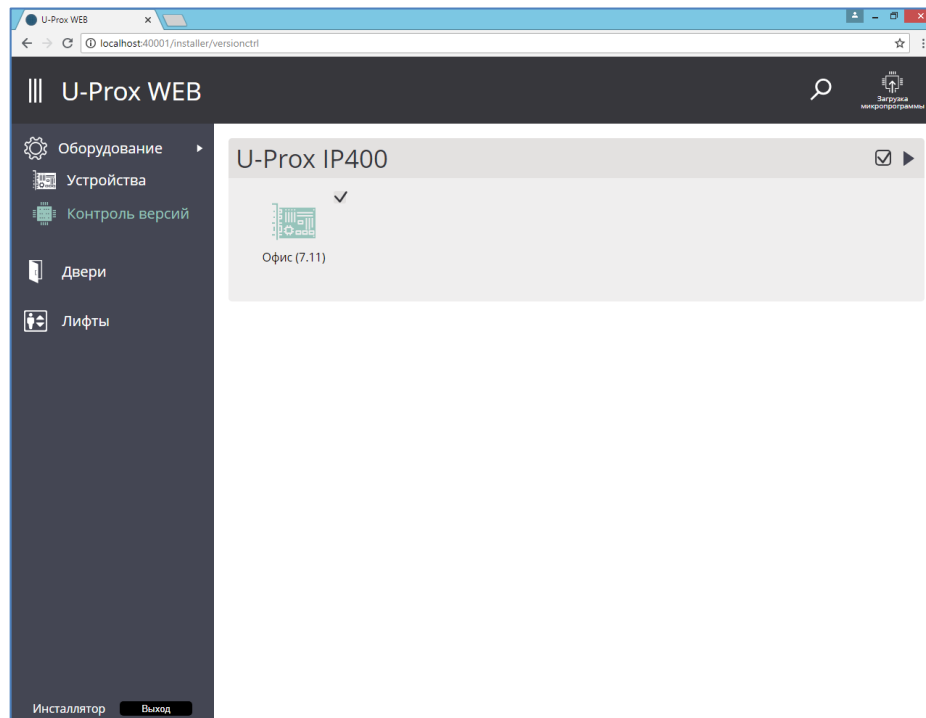 U-Prox WEB
localhost:40001/installer/versionctrl
U-Prox WEB
Загрузка
микропрограммы
Оборудование
Устройства
Контроль версий
Двери
Лифты
U-Prox IP400
Офис (7.11)
Инсталлятор
Выход